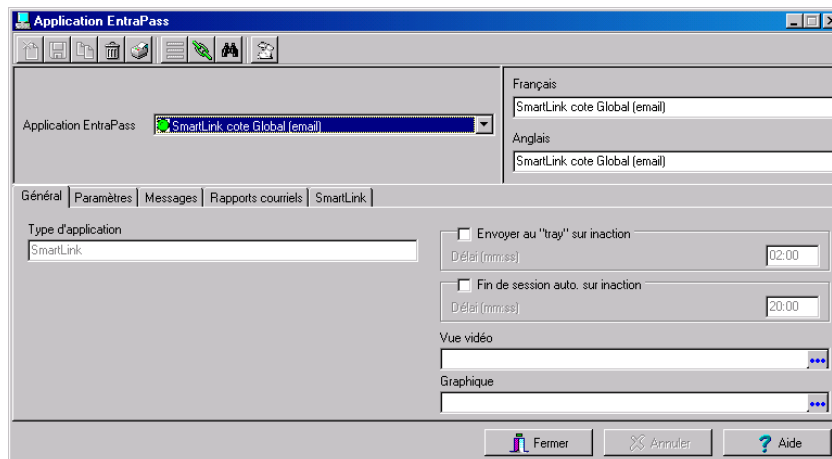 Application EntraPass
Français
SmartLink cote Global (email)
Application EntraPass
SmartLink cote Global (email)
Anglais
SmartLink cote Global (email)
Général
Paramètres
Messages
Rapports courriels
SmartLink
Type d'application
SmartLink
Envoyer au "tray" sur inaction
Délai (mm:ss)
02:00
Fin de session auto. sur inaction
Délai (mm:ss)
20:00
Vue vidéo
Graphique
Fermer
Annuler
Aide